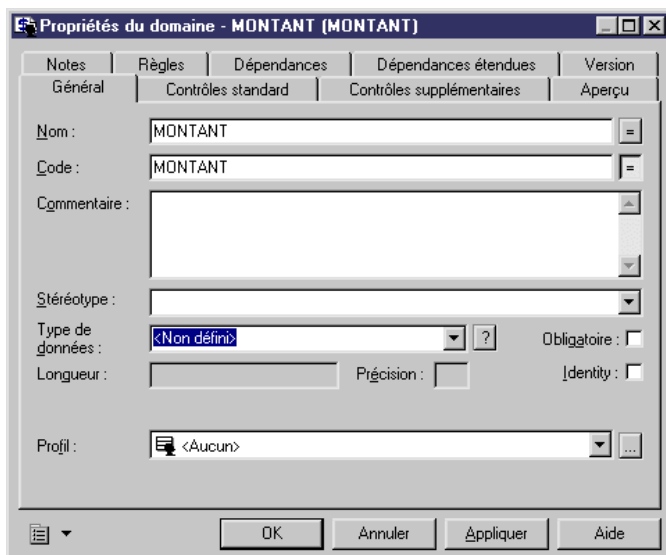 Propriétés du domaine - MONTANT (MONTANT)
Notes Règles Dépendances Dépendances étendues Version
Général Contrôles standard Contrôles supplémentaires Aperçu
Nom : MONTANT =
Code : MONTANT =
Commentaire :
Stéréotype :
Type de données : <Non défini> ? Obligatoire :
Longueur : Précision : Identity :
Profil : <Aucun> ...
OK Annuler Appliquer Aide